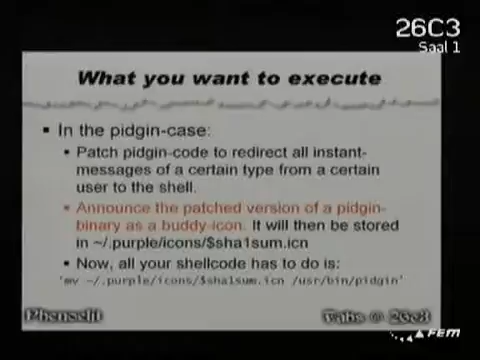 26C3
Saal 1
What you want to execute
In the pidgin-case:
Patch pidgin-code to redirect all instant-
messages of a certain type from a certain
user to the shell.
Announce the patched version of a pidgin-
binary as a buddy-icon. It will then be stored
in ~/.purple/icons/$sha1sum.icn
Now, all your shellcode has to do is:
'mv ~/.purple/icons/$sha1sum.icn /usr/bin/pidgin'
Phenoelit
@ 26c3
FEM